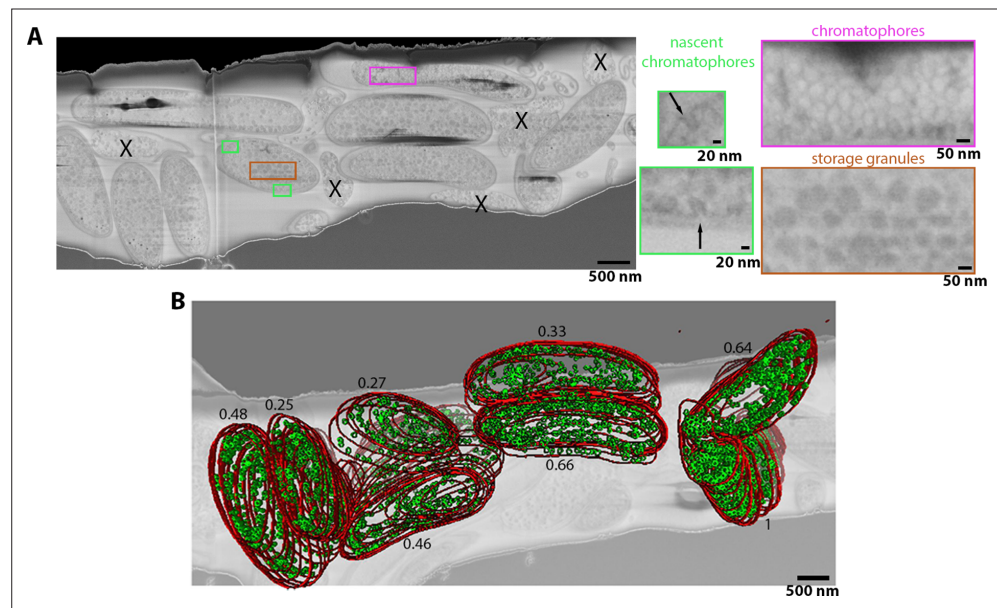 A
nascent
chromatophores
chromatophores
X
X
X
X
X
20 nm
50 nm
storage granules
500 nm
20 nm
50 nm
B
0.33
0.64
0.27
0.25
0.48
0.66
0.46
1
500 nm